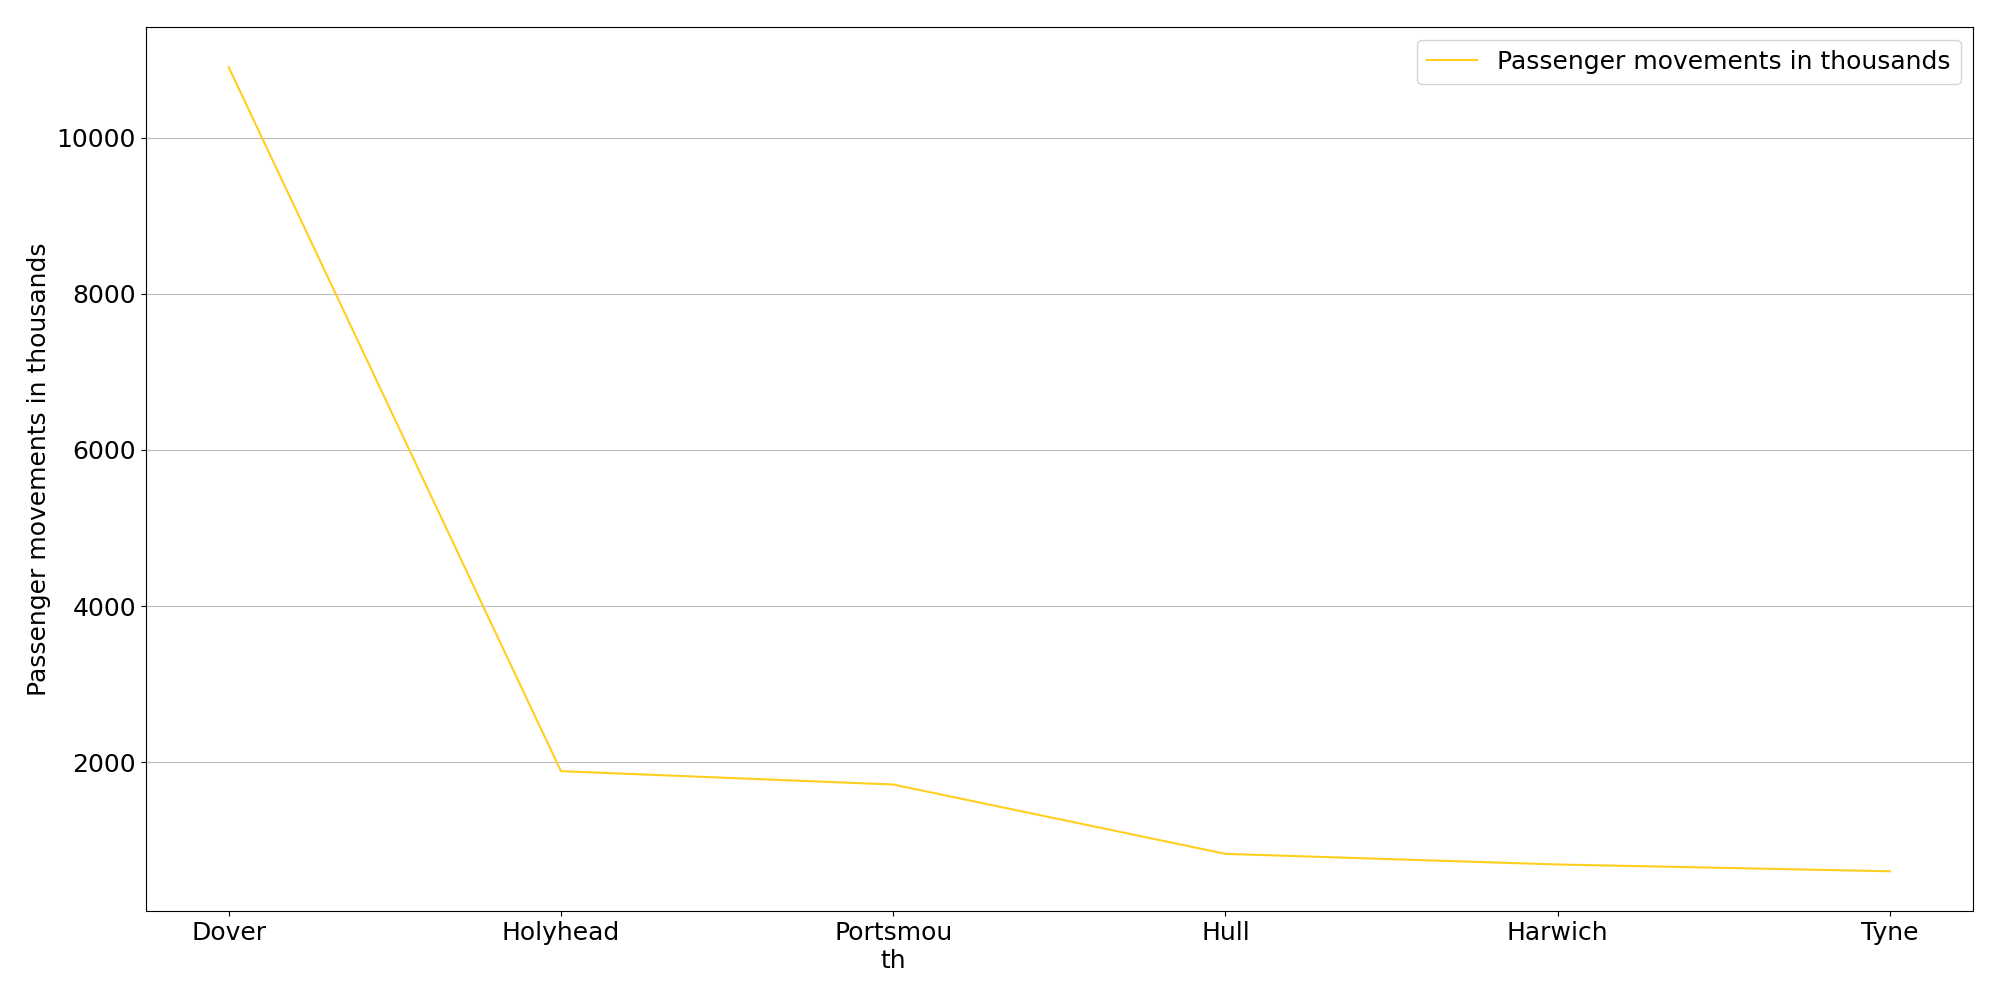 Passenger movements in thousands
Passenger movements in thousands
10000
8000
6000
4000
2000
Dover Holyhead Portsmou Hull Harwich Tyne
th